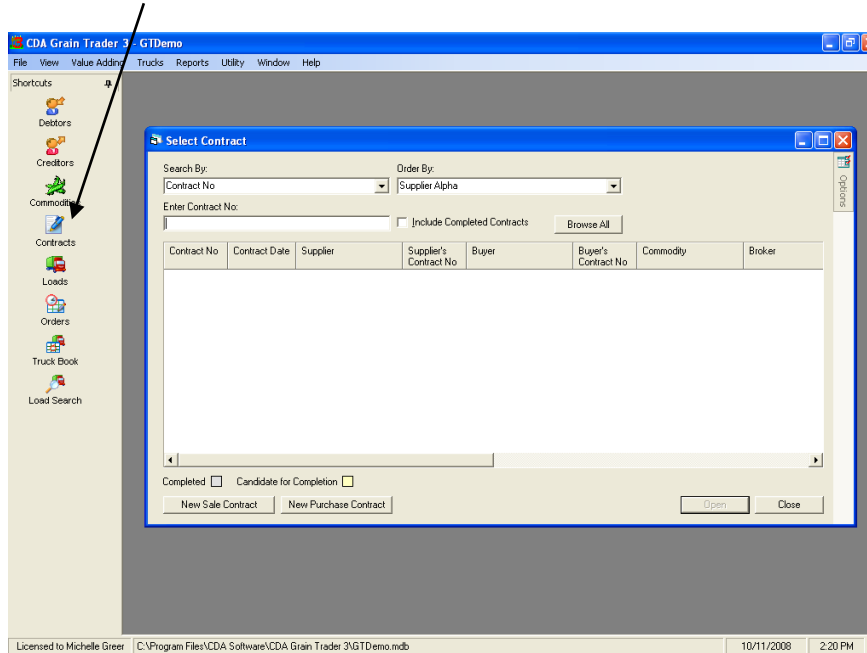 CDA Grain Trader 3 - GTDemo
File View Value Adding Trucks Reports Utility Window Help
Shortcuts
Debtors
Creditors
Commodities
Contracts
Loads
Orders
Truck Book
Load Search
Select Contract
Search By:
Order By:
Contract No
Supplier Alpha
Enter Contract No:
Include Completed Contracts
Browse All
Options
Contract No Contract Date Supplier Supplier's Contract No Buyer Buyer's Contract No Commodity Broker
Completed Candidate for Completion
New Sale Contract New Purchase Contract Open Close
Licensed to Michelle Greer C:\Program Files\CDA Software\CDA Grain Trader 3\GTDemo.mdb 10/11/2008 2:20 PM